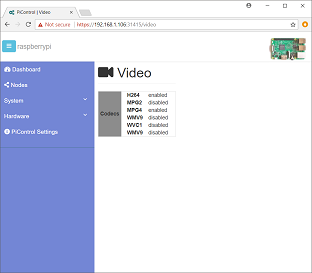 PiControl | Video
Not secure | https://192.168.1.106:31415/video
raspberrypi
Dashboard
Nodes
System
Hardware
PiControl Settings
Video
Codecs
H264 enabled
MPG2 disabled
MPG4 enabled
WMV9 disabled
WVC1 disabled
WMV9 disabled